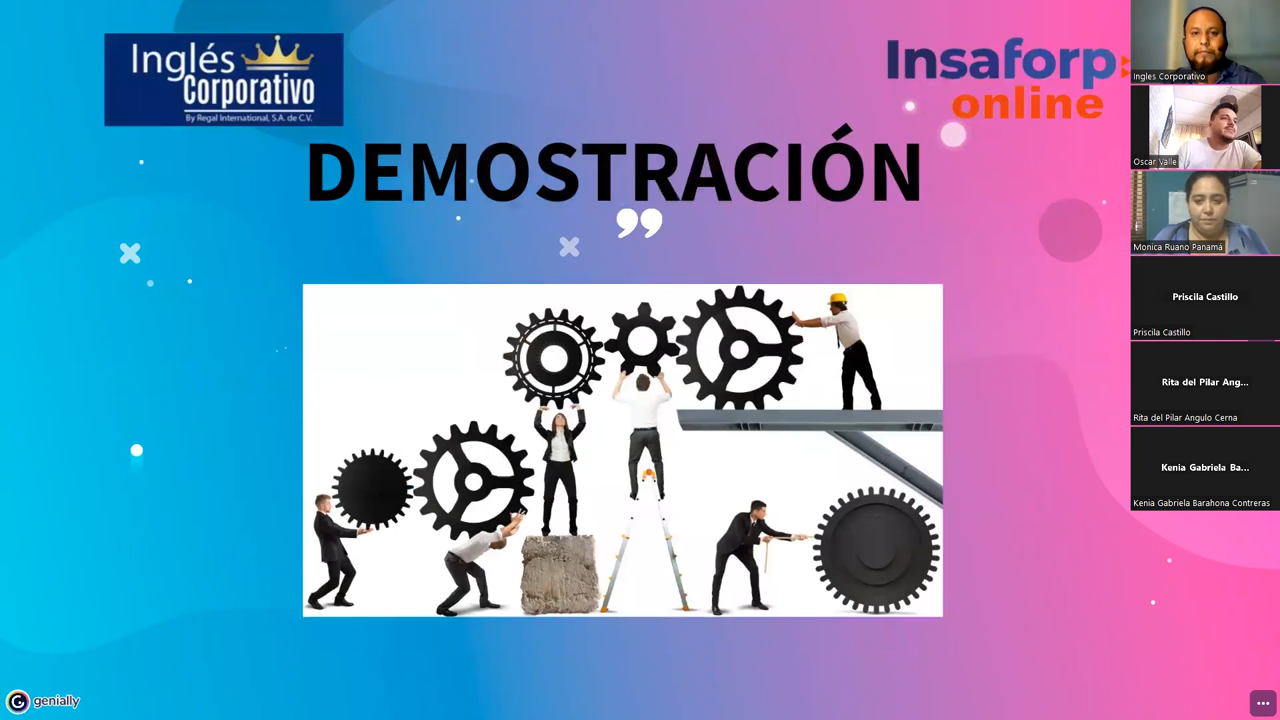 Inglés
Corporativo
By Regal International, S.A. de C.V.
Insaforp
online
DEMOSTRACIÓN
”
genially
Ingles Corporativo
Oscar Valle
Monica Ruano Panamá
Priscila Castillo
Priscila Castillo
Rita del Pilar Ang...
Rita del Pilar Angulo Cerna
Kenia Gabriela Ba...
Kenia Gabriela Barahona Contreras